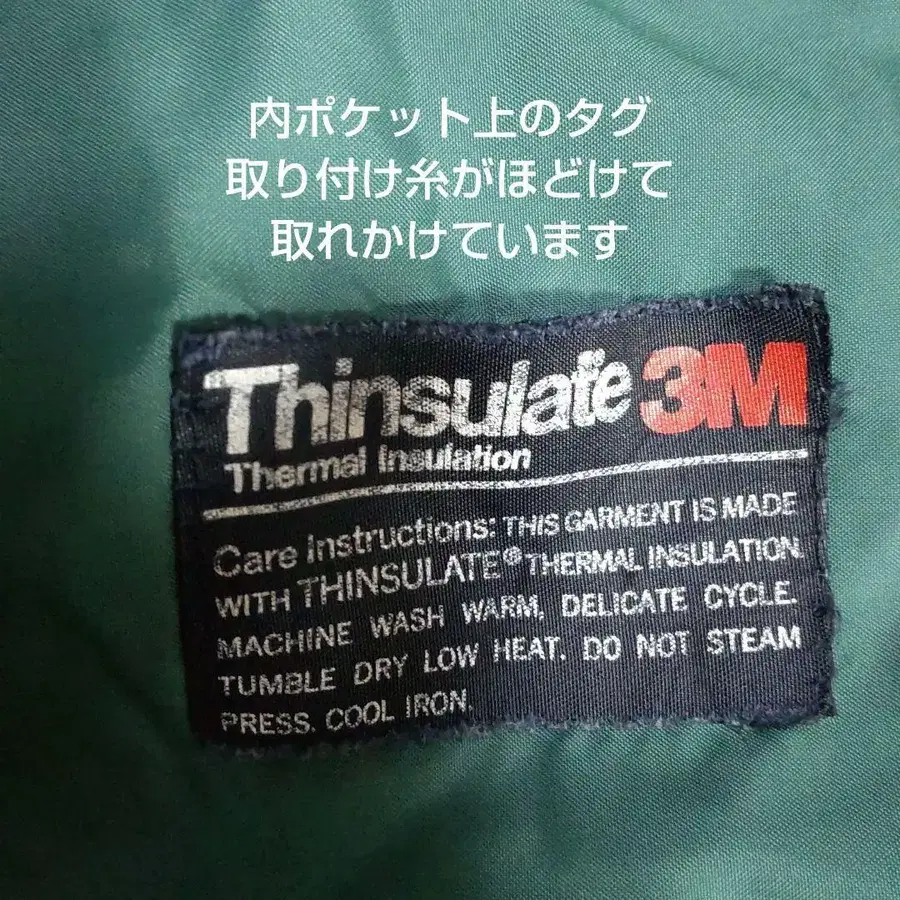 内ポケット上のタグ
取り付け糸がほどけて
取れかけています
Thinsulate 3M
Thermal Insulation
Care Instructions: THIS GARMENT IS MADE
WITH THINSULATE® THERMAL INSULATION.
MACHINE WASH WARM, DELICATE CYCLE.
TUMBLE DRY LOW HEAT. DO NOT STEAM
PRESS. COOL IRON.